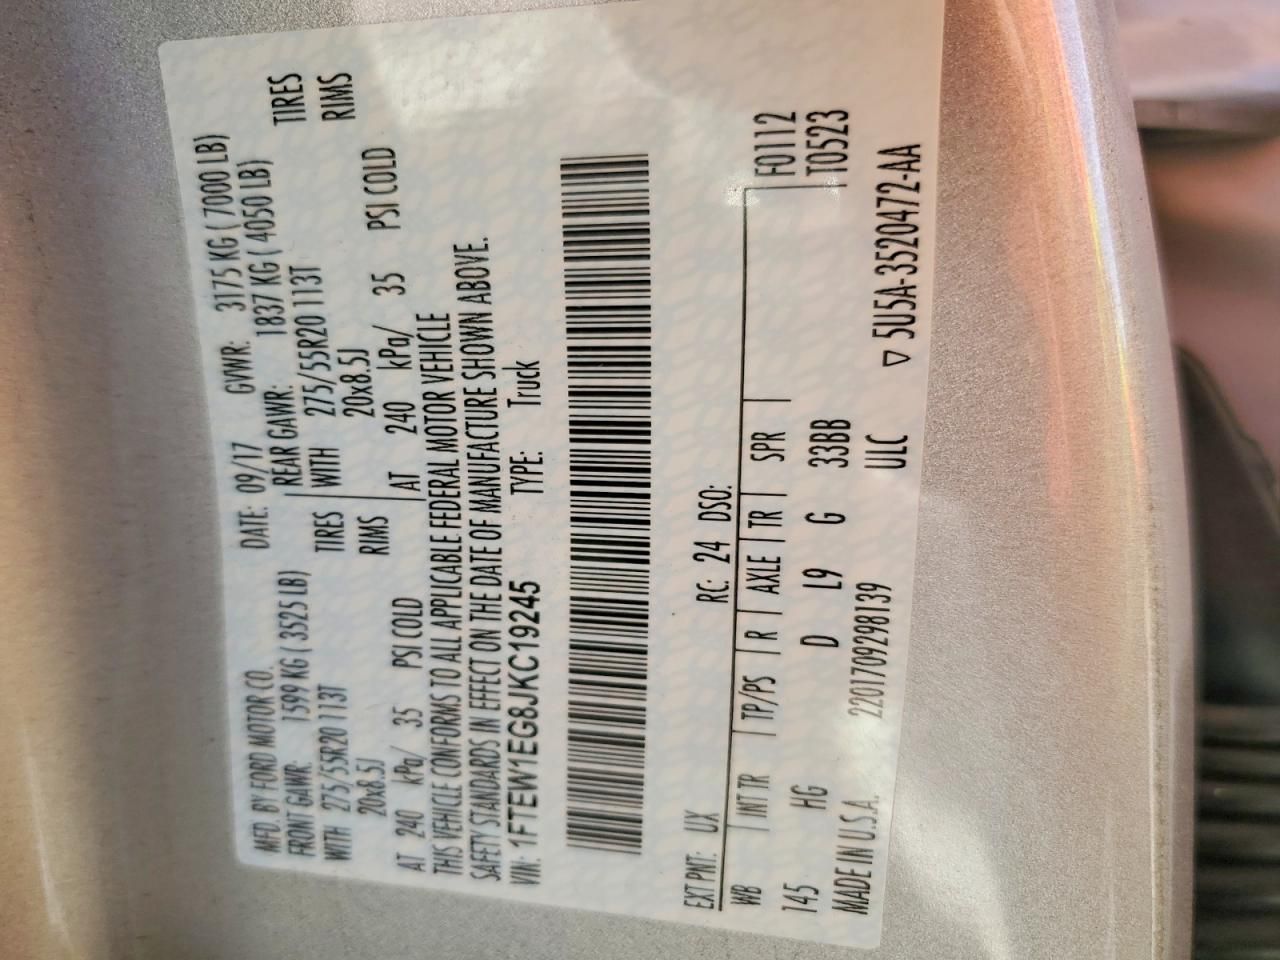 MFD. BY FORD MOTOR CO.
DATE: 09/17 GVWR: 3175 KG ( 7000 LB)
FRONT GAWR: 1599 KG ( 3525 LB)
REAR GAWR: 1837 KG ( 4050 LB)
WITH 275/55R20 113T TIRES
WITH 275/55R20 113T TIRES
20x8.5J RIMS
20x8.5J RIMS
AT 240 kPa/ 35 PSI COLD
AT 240 kPa/ 35 PSI COLD
THIS VEHICLE CONFORMS TO ALL APPLICABLE FEDERAL MOTOR VEHICLE
SAFETY STANDARDS IN EFFECT ON THE DATE OF MANUFACTURE SHOWN ABOVE.
VIN: 1FTEW1EG8JKC19245 TYPE: Truck
EXT PNT: UX RC: 24 DSO:
WB INT TR TP/PS R AXLE TR SPR F0112
145 HG D L9 G 33BB T0523
MADE IN U.S.A. 2201709298139 ULC ▽ 5U5A-3520472-AA